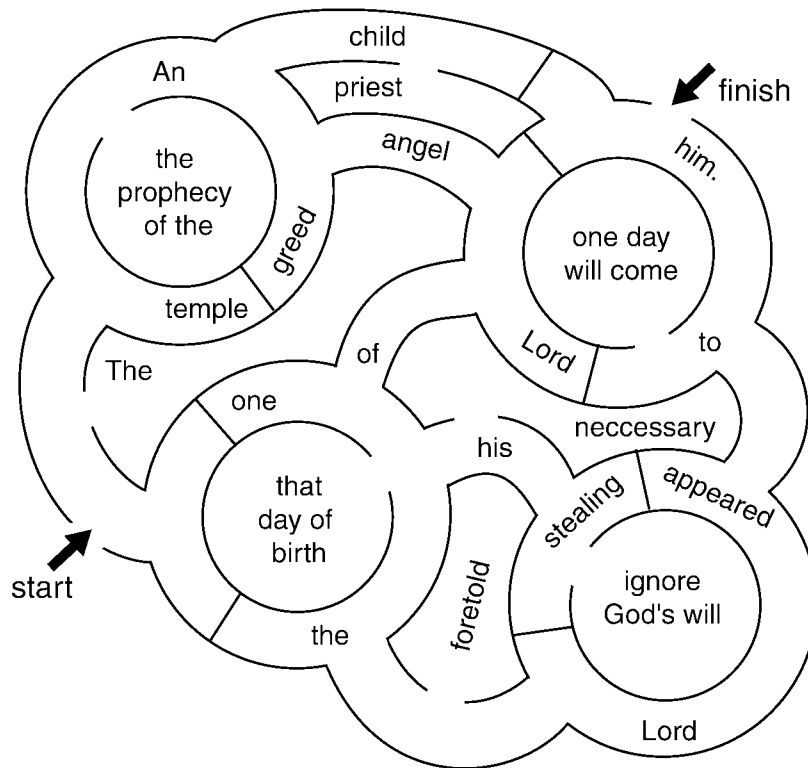 child
An
priest
finish
angel
him.
the
prophecy
of the
greed
one day
will come
temple
The
of
Lord
to
one
neccessary
his
that
day of
birth
stealing
appeared
start
ignore
God's will
foretold
the
Lord